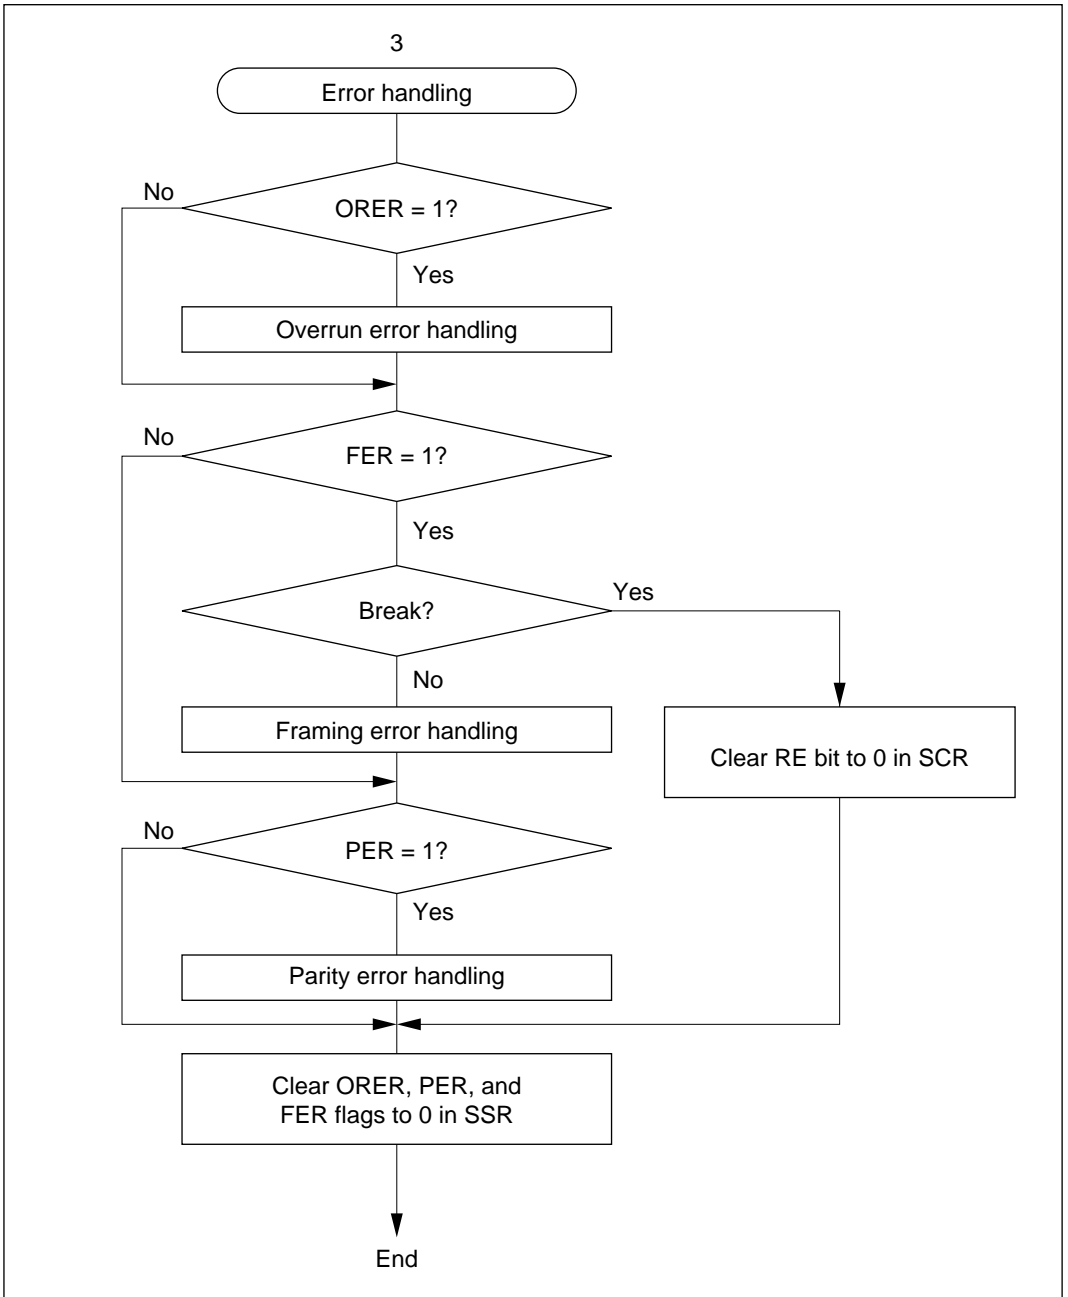 3
Error handling
No
ORER = 1?
Yes
Overrun error handling
No
FER = 1?
Yes
Yes
Break?
No
Framing error handling
Clear RE bit to 0 in SCR
No
PER = 1?
Yes
Parity error handling
Clear ORER, PER, and
FER flags to 0 in SSR
End